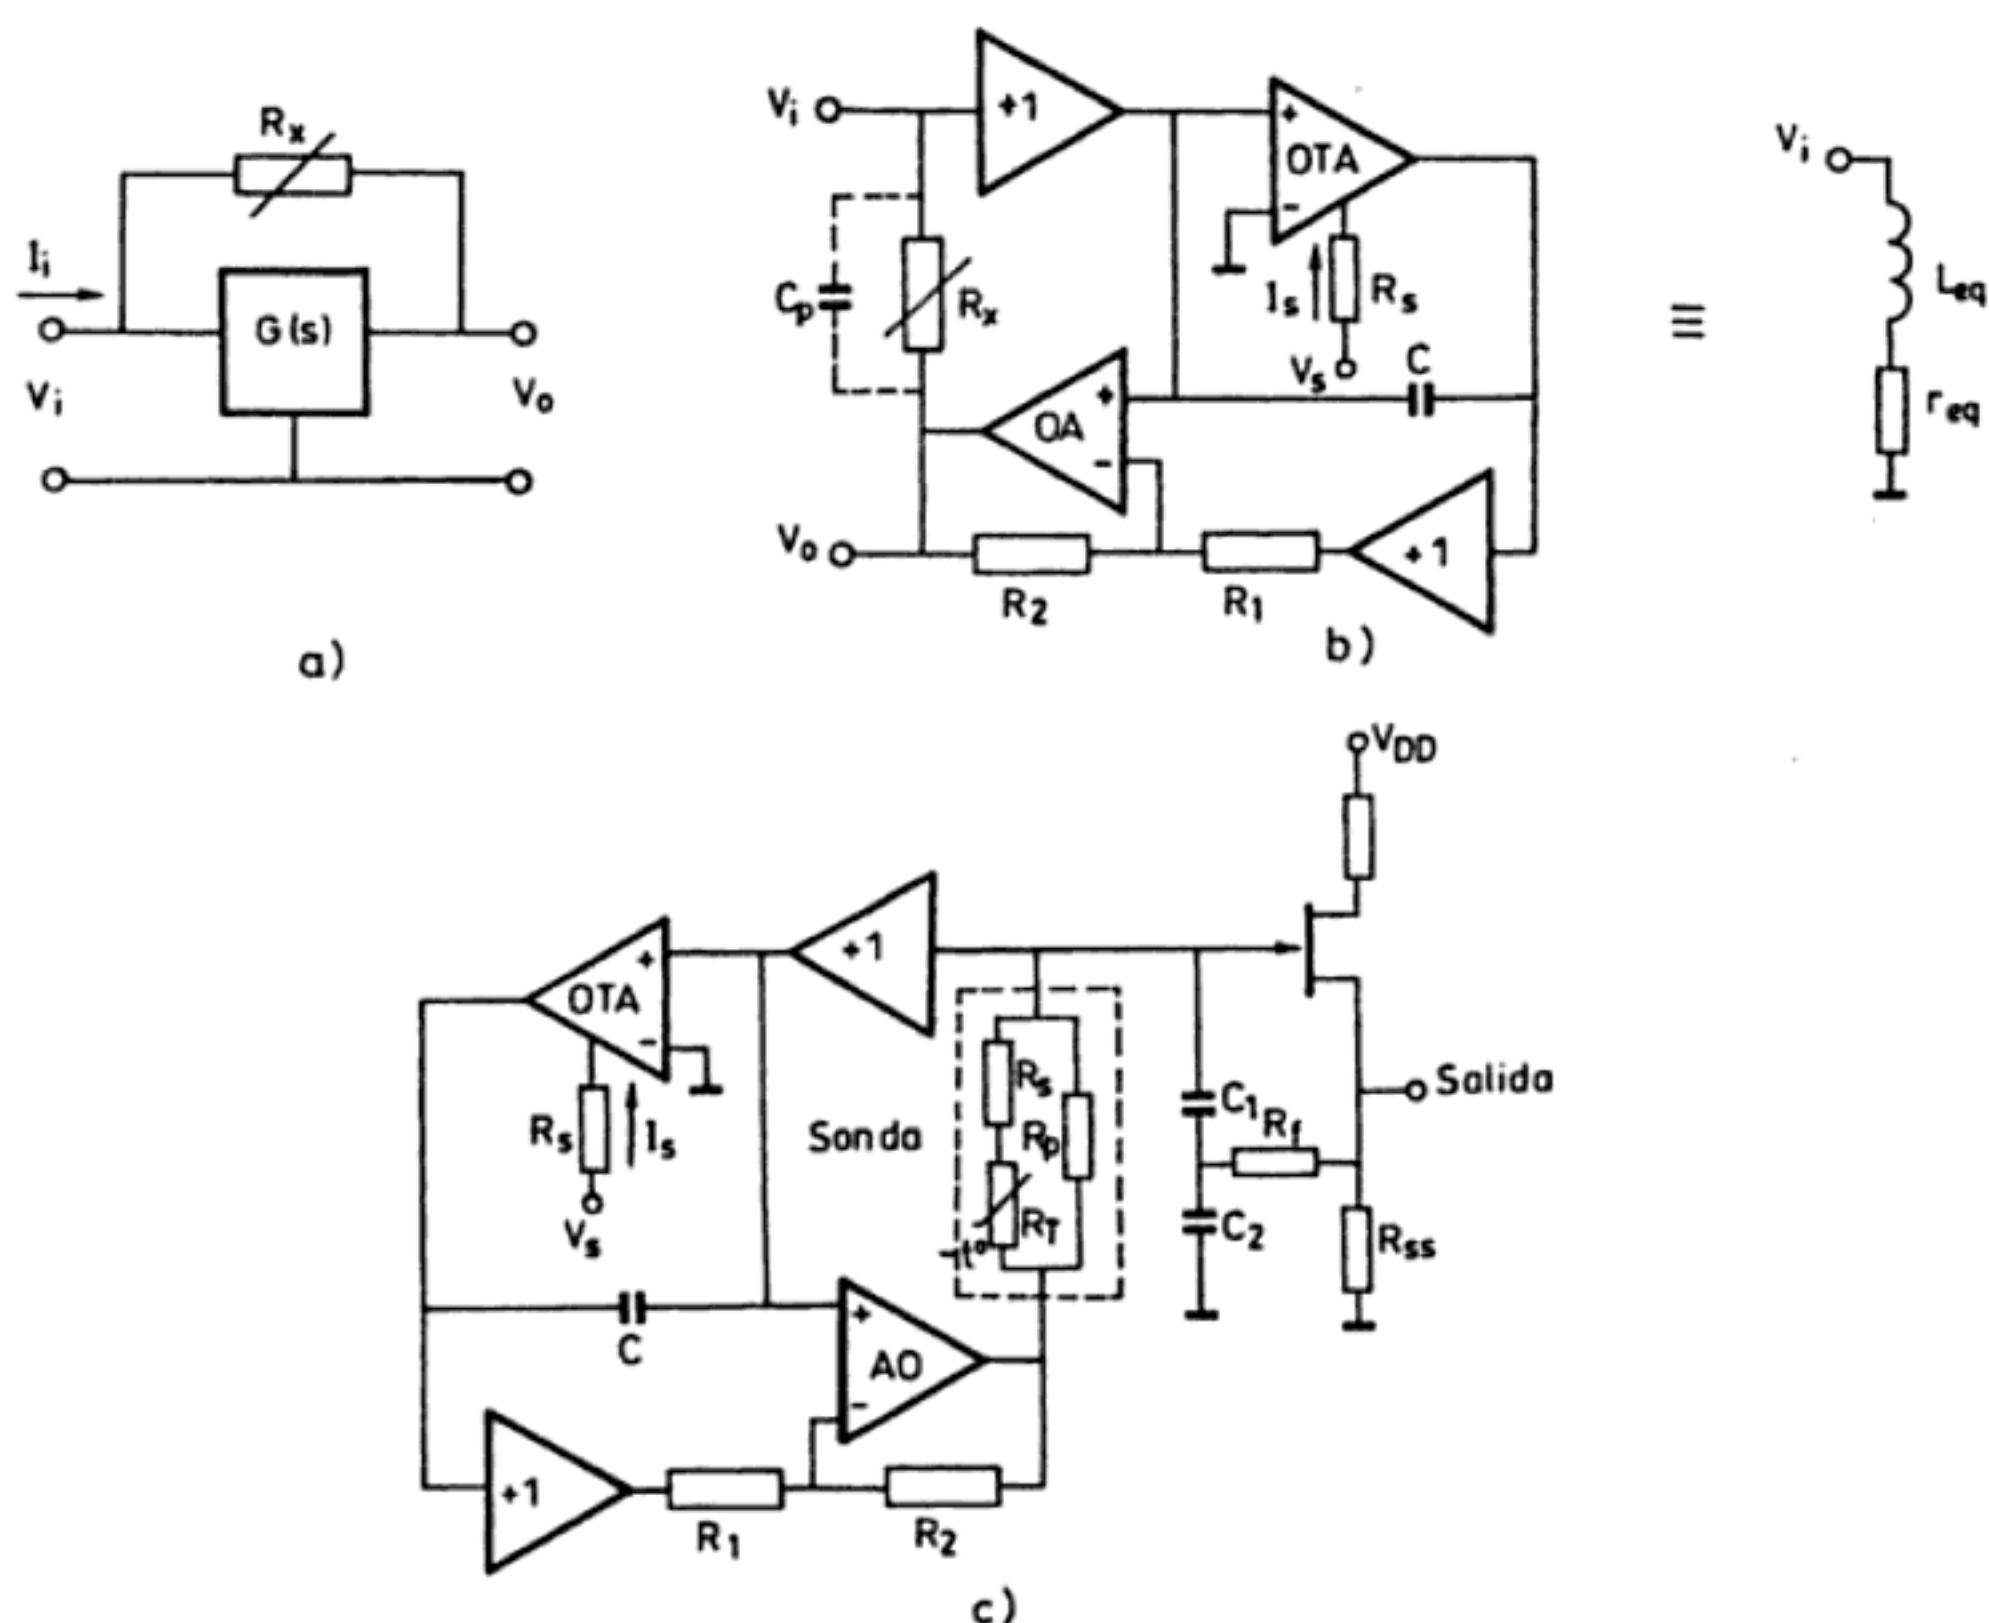 Rx
Ii
G(s)
Vi
Vo
a)
Vi
+1
+
OTA
-
Is
Rs
Vs
C
Cp
Rx
+
OA
-
+1
Vo
R2
R1
b)
≡
Vi
Leq
req
VDD
OTA
+
-
+1
Rs
Is
Vs
Sonda
Rs
Rp
RT
-t°
C1
Rf
C2
Salida
Rss
C
+
AO
-
+1
R1
R2
c)